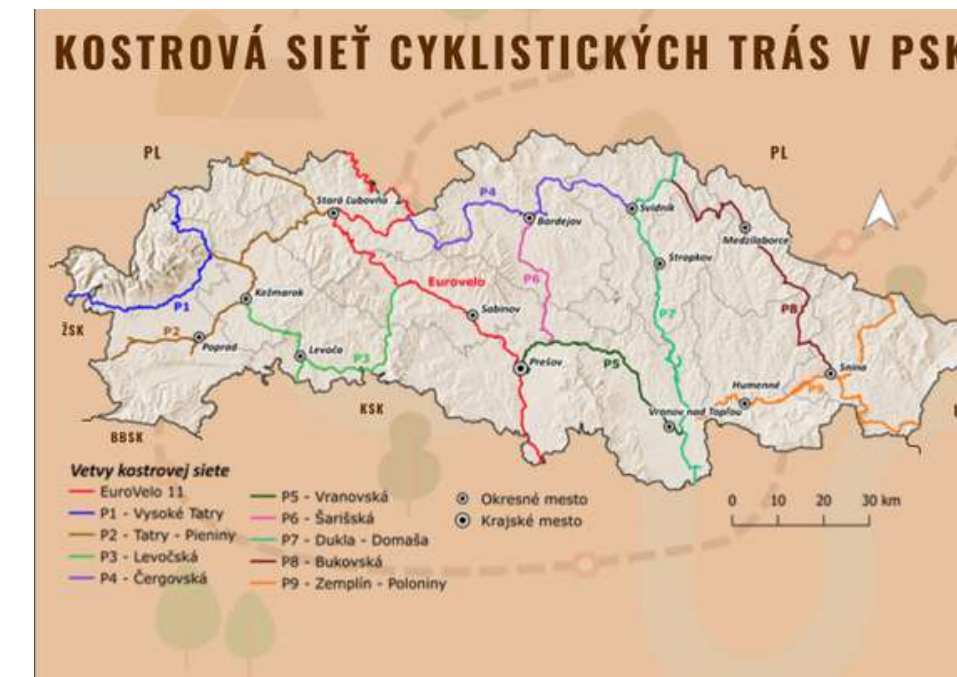 KOSTROVÁ SIEŤ CYKLISTICKÝCH TRÁS V PSK
PL
PL
Stará Ľubovňa
P4
Bardejov
Svidník
Medzilaborce
Stropkov
P6
Eurovelo
Kežmarok
P1
Sabinov
P7
P8
ŽSK
P2
Poprad
Levoča
P3
Prešov
P5
Snina
Humenné
P9
KSK
Vranov nad Topľou
BBSK
Vetvy kostrovej siete
EuroVelo 11
P1 - Vysoké Tatry
P2 - Tatry - Pieniny
P3 - Levočská
P4 - Čergovská
P5 - Vranovská
P6 - Šarišská
P7 - Dukla - Domaša
P8 - Bukovská
P9 - Zemplín - Poloniny
Okresné mesto
Krajské mesto
0 10 20 30 km